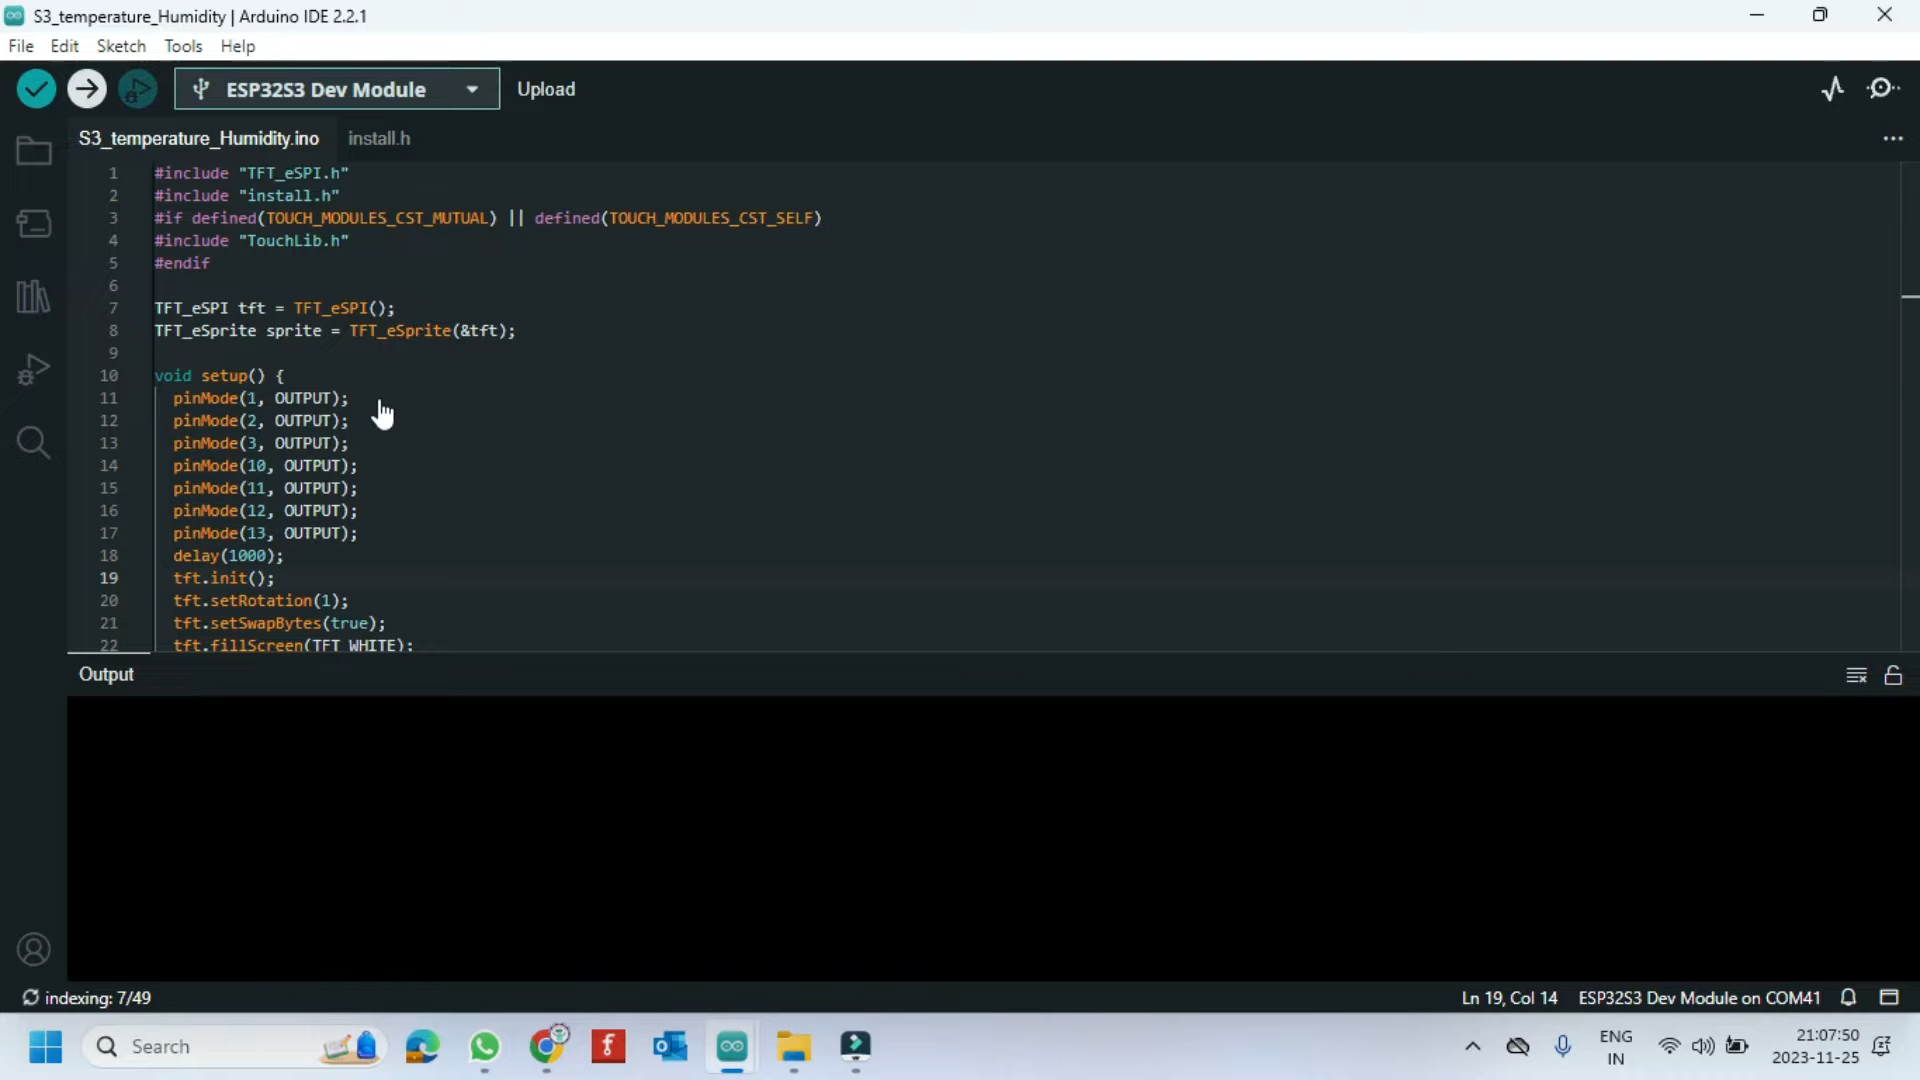 S3_temperature_Humidity | Arduino IDE 2.2.1
File Edit Sketch Tools Help
ESP32S3 Dev Module Upload
S3_temperature_Humidity.ino install.h
1 #include "TFT_eSPI.h"
2 #include "install.h"
3 #if defined(TOUCH_MODULES_CST_MUTUAL) || defined(TOUCH_MODULES_CST_SELF)
4 #include "TouchLib.h"
5 #endif
6
7 TFT_eSPI tft = TFT_eSPI();
8 TFT_eSprite sprite = TFT_eSprite(&tft);
9
10 void setup() {
11 pinMode(1, OUTPUT);
12 pinMode(2, OUTPUT);
13 pinMode(3, OUTPUT);
14 pinMode(10, OUTPUT);
15 pinMode(11, OUTPUT);
16 pinMode(12, OUTPUT);
17 pinMode(13, OUTPUT);
18 delay(1000);
19 tft.init();
20 tft.setRotation(1);
21 tft.setSwapBytes(true);
22 tft.fillScreen(TFT_WHITE);
Output
indexing: 7/49 Ln 19, Col 14 ESP32S3 Dev Module on COM41
Search ENG 21:07:50
IN 2023-11-25